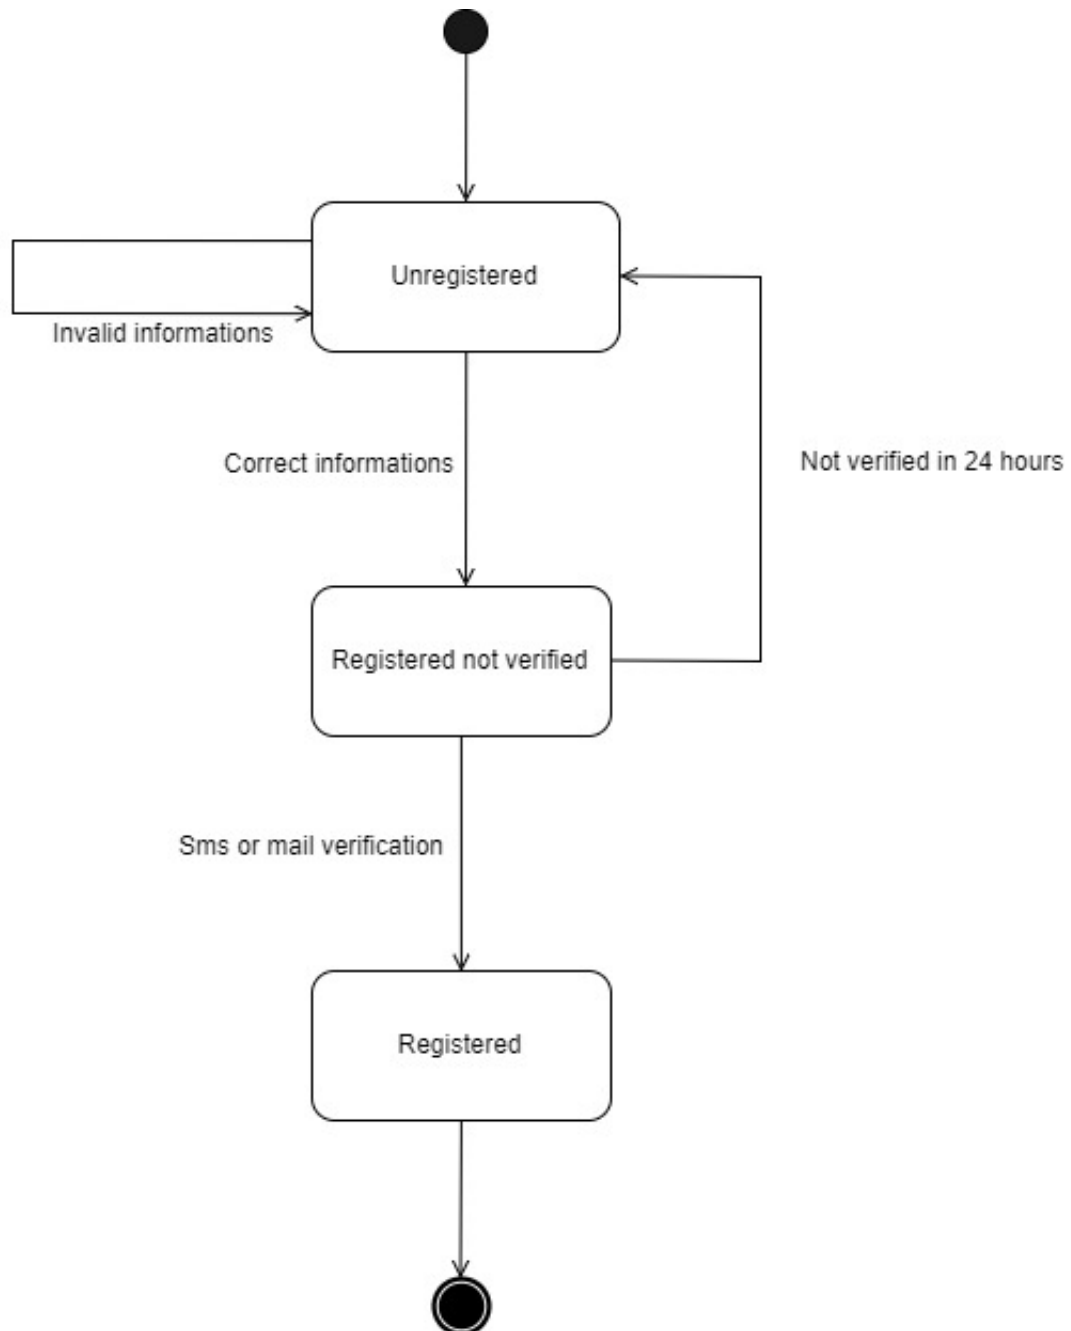 Unregistered
Invalid informations
Correct informations
Not verified in 24 hours
Registered not verified
Sms or mail verification
Registered